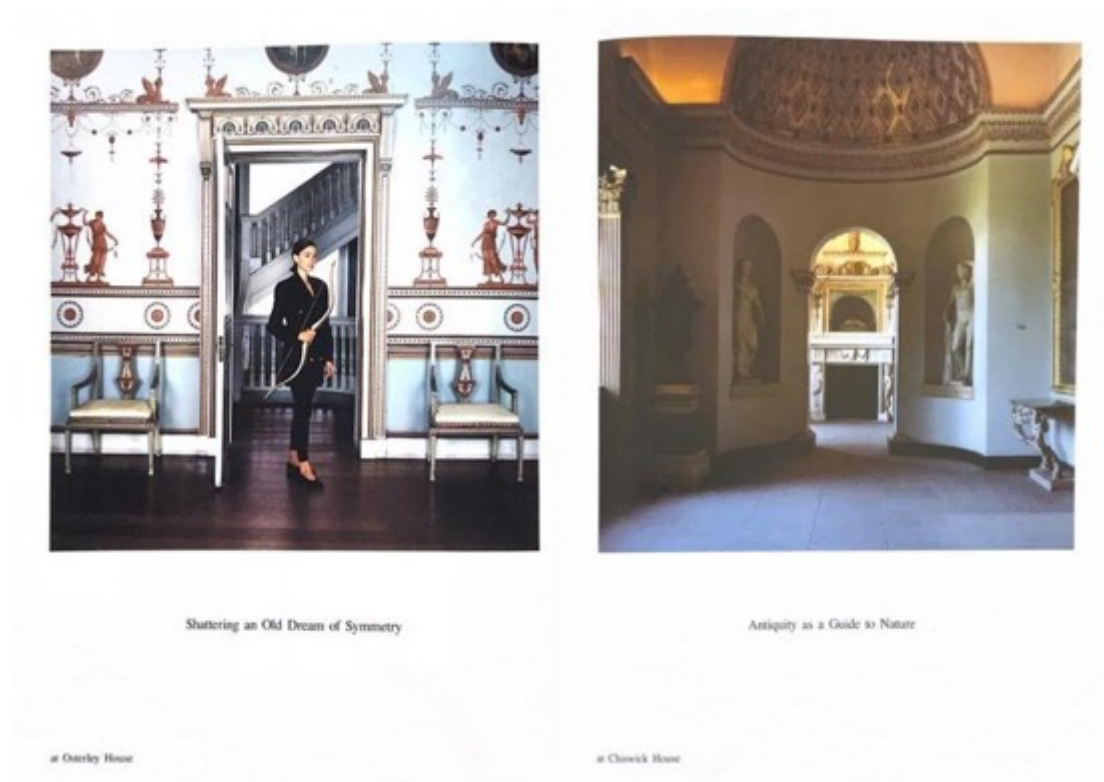 Shattering an Old Dream of Symmetry
Antiquity as a Guide to Nature
at Osterley House
at Chiswick House